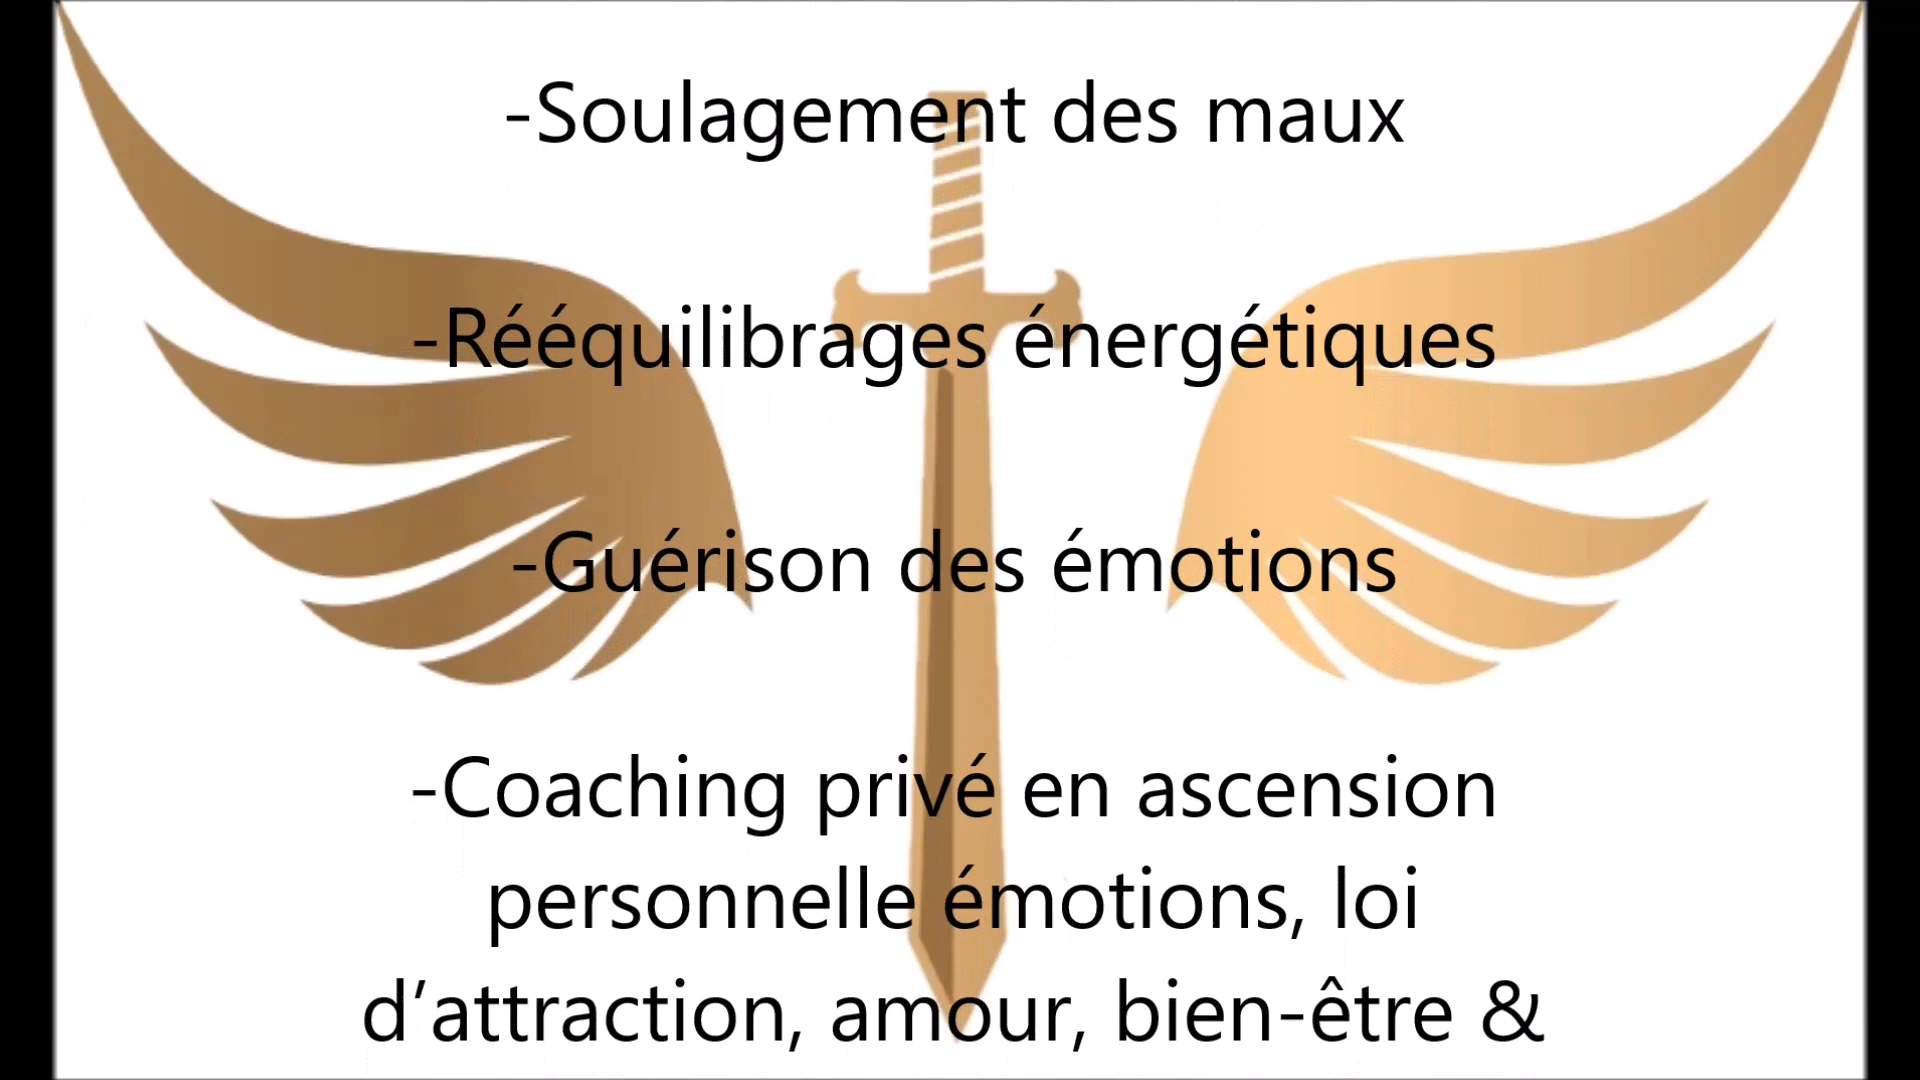 -Soulagement des maux
-Rééquilibrages énergétiques
-Guérison des émotions
-Coaching privé en ascension
personnelle émotions, loi
d’attraction, amour, bien-être &